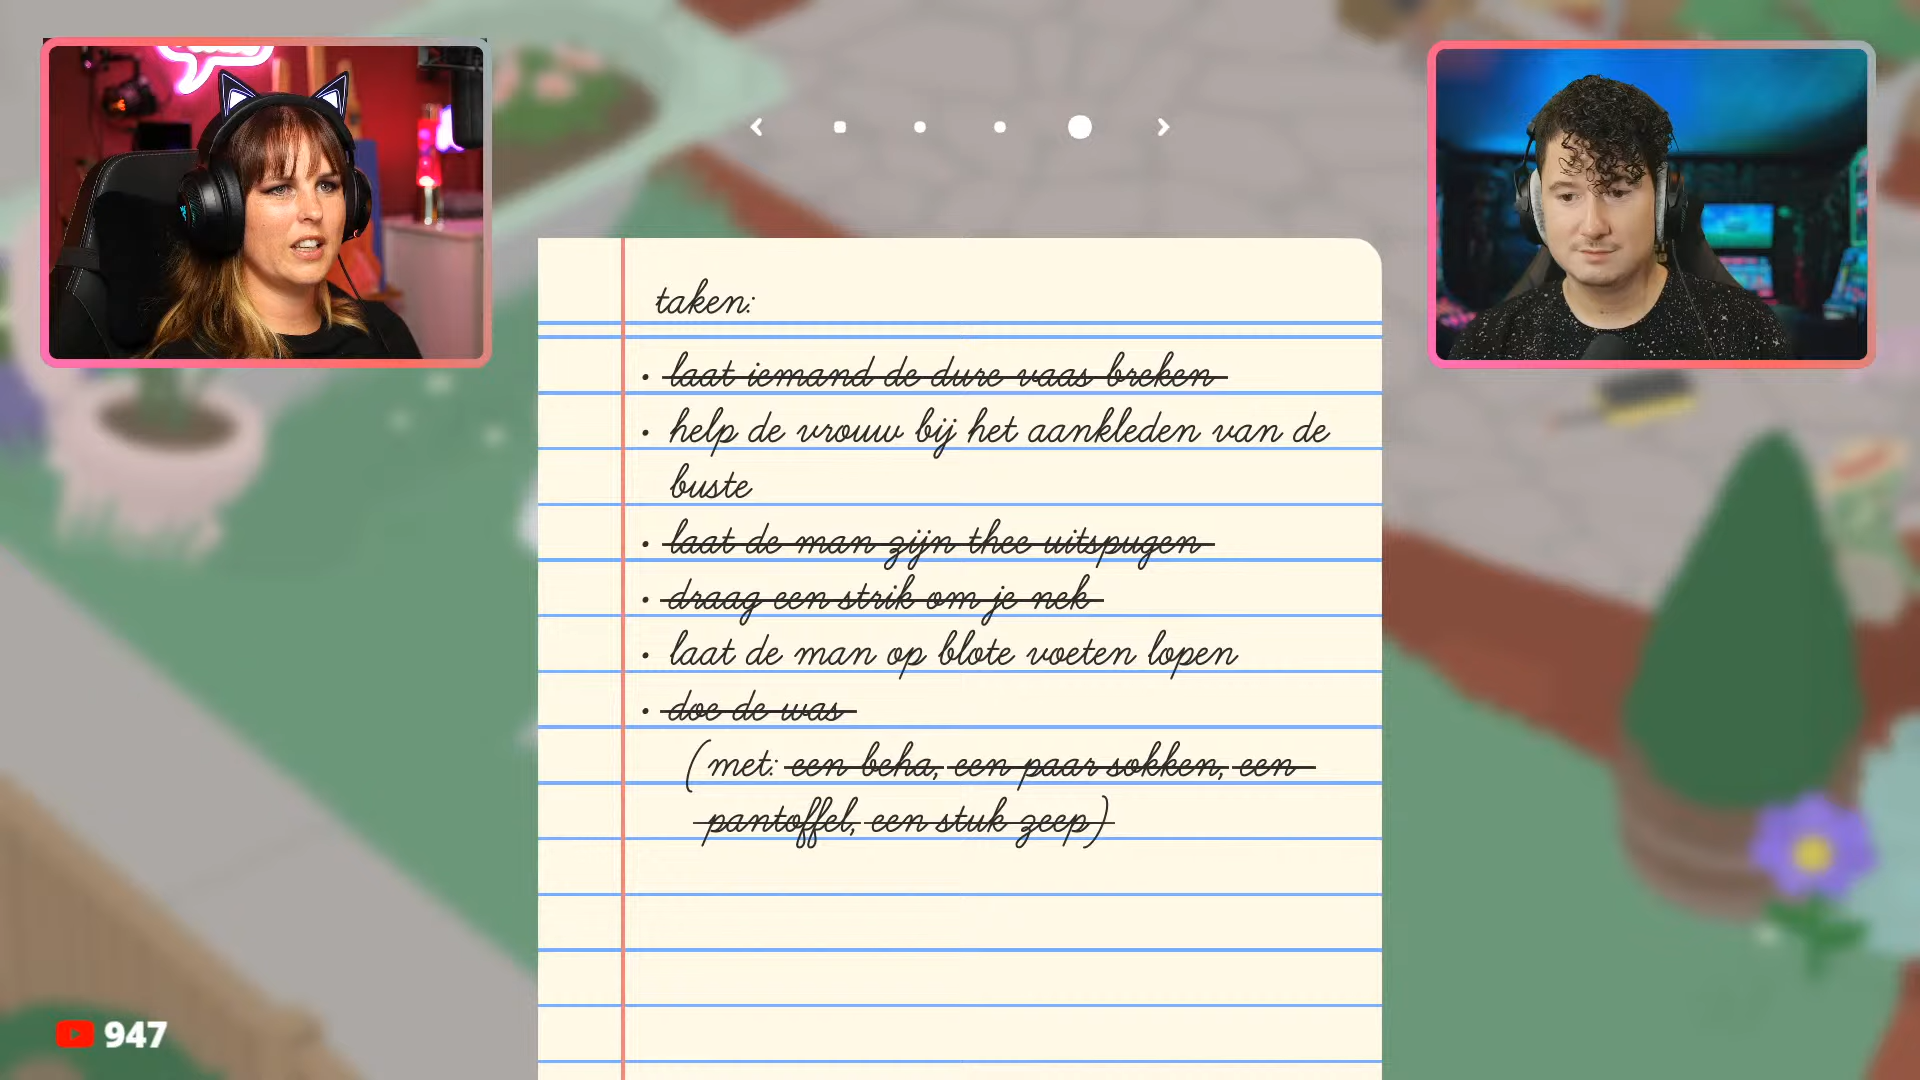 taken:
• laat iemand de dure vaas breken
• help de vrouw bij het aankleden van de
buste
• laat de man zijn thee uitspugen
• draag een strik om je nek
• laat de man op blote voeten lopen
• doe de was
(met: een beha, een paar sokken, een
pantoffel, een stuk zeep)
947